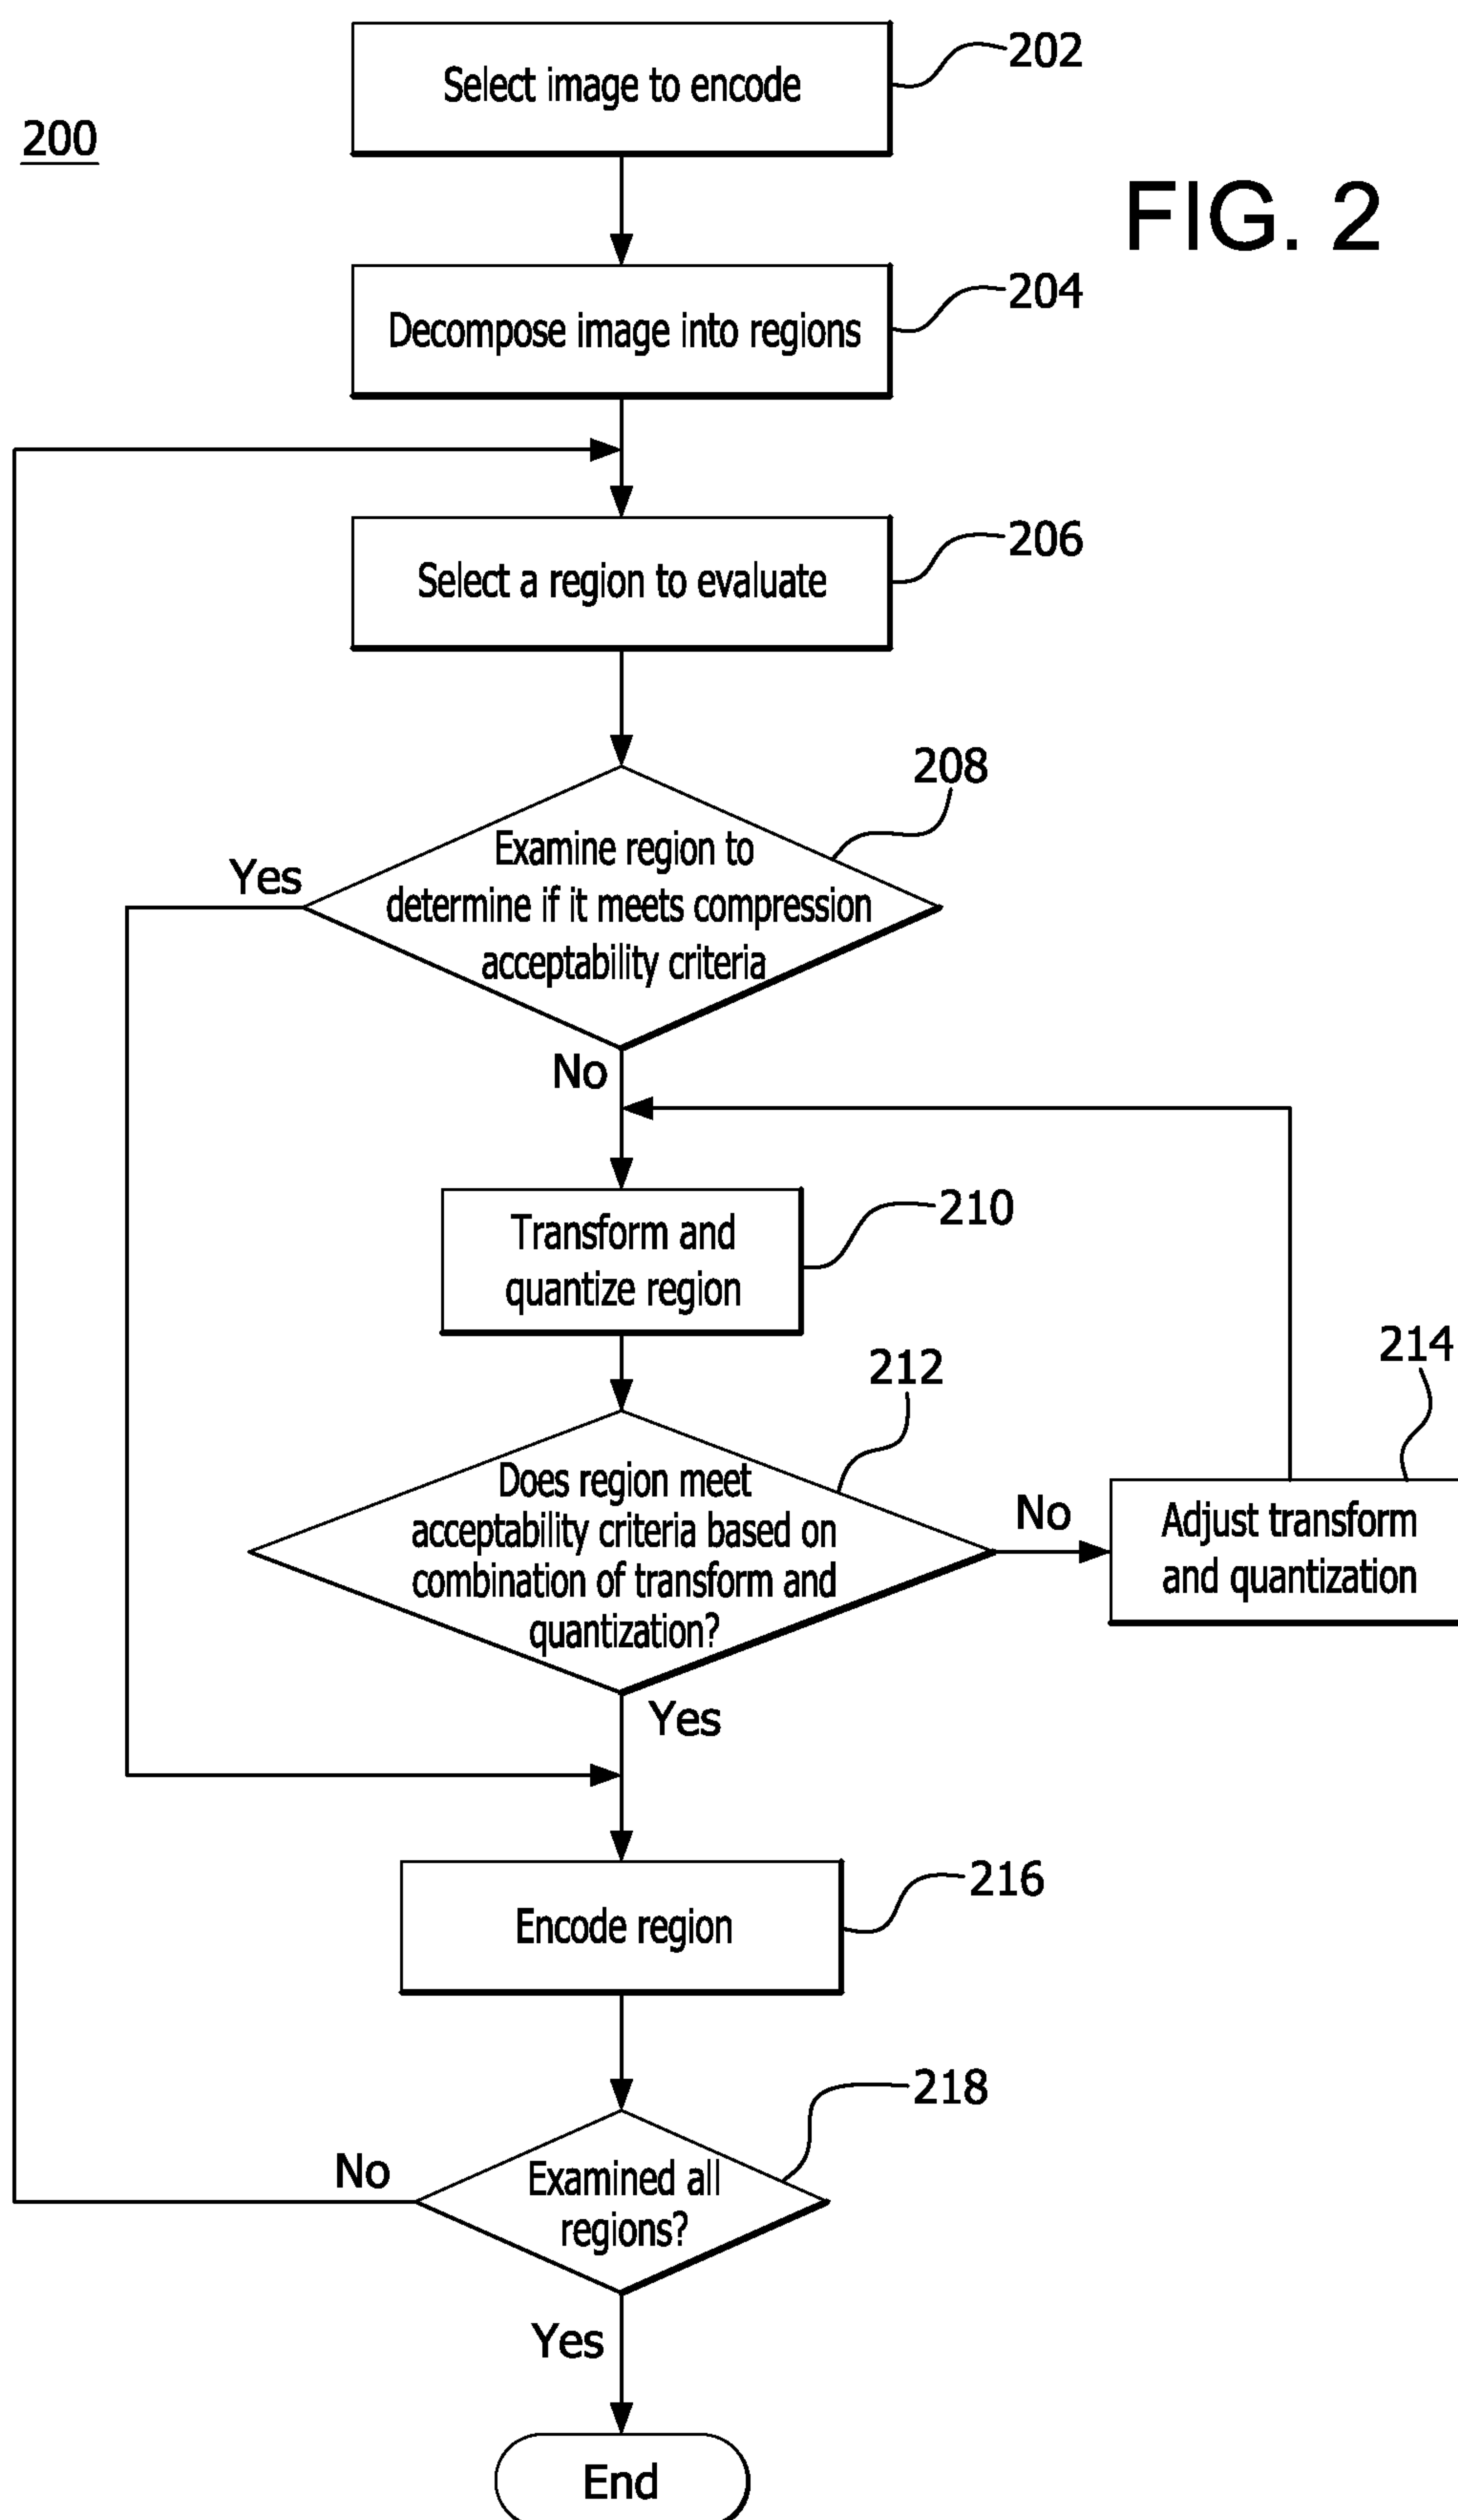 202
Select image to encode
200
FIG. 2
204
Decompose image into regions
206
Select a region to evaluate
208
Examine region to
determine if it meets compression
acceptability criteria
Yes
No
210
Transform and
quantize region
212
214
Does region meet
acceptability criteria based on
combination of transform and
quantization?
No
Adjust transform
and quantization
Yes
216
Encode region
218
Examined all
regions?
No
Yes
End